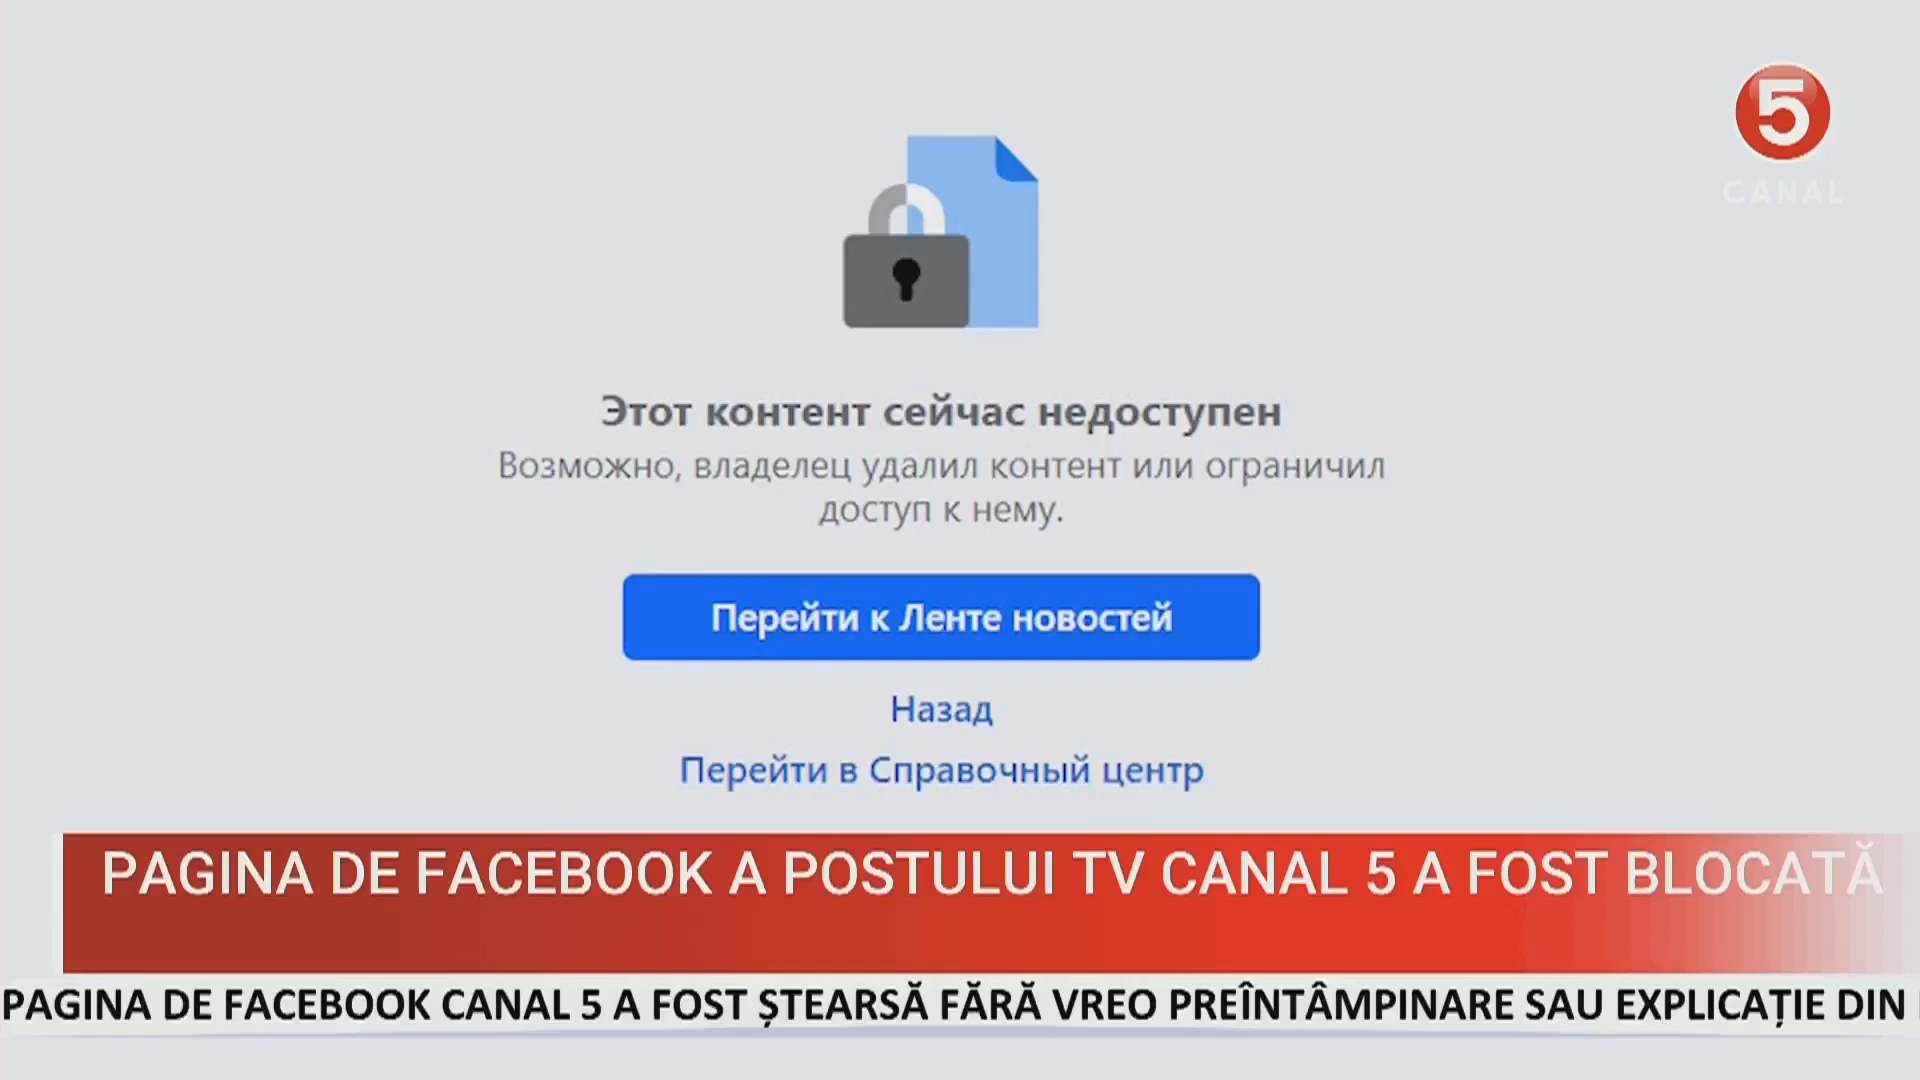 5
CANAL
Этот контент сейчас недоступен
Возможно, владелец удалил контент или ограничил
доступ к нему.
Перейти к Ленте новостей
Назад
Перейти в Справочный центр
PAGINA DE FACEBOOK A POSTULUI TV CANAL 5 A FOST BLOCATĂ
PAGINA DE FACEBOOK CANAL 5 A FOST ȘTEARSĂ FĂRĂ VREO PREÎNTÂMPINARE SAU EXPLICAȚIE DIN